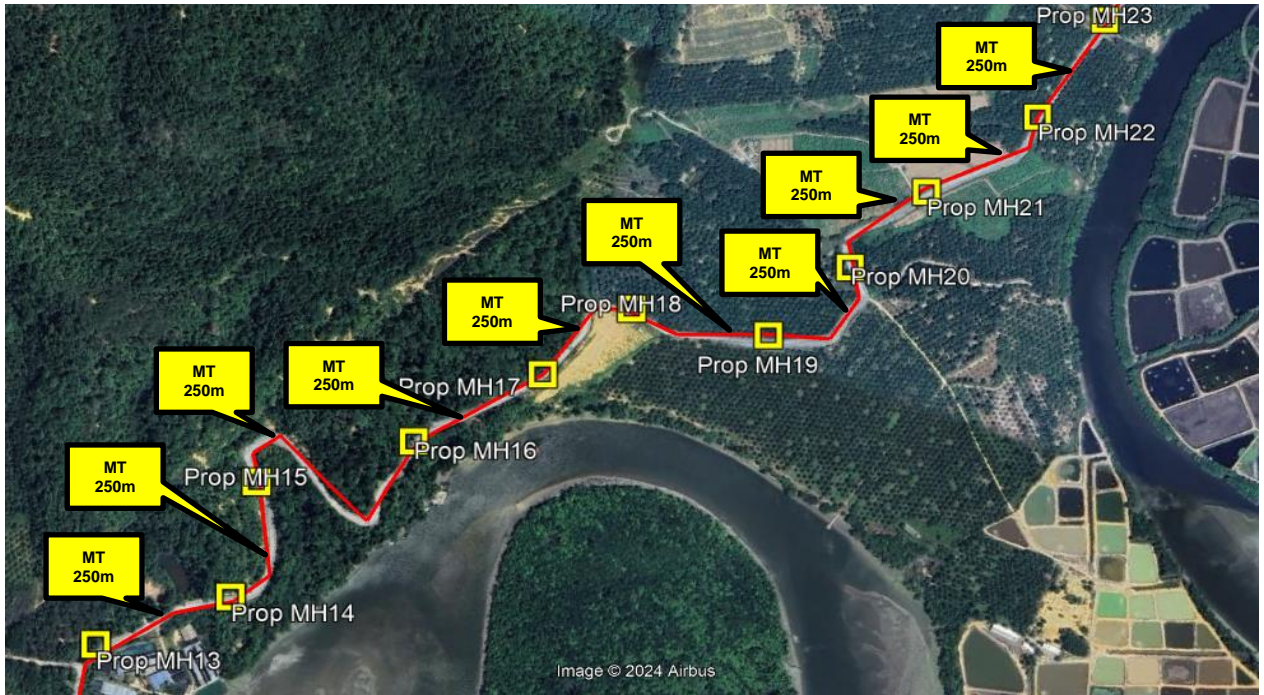 Prop MH23
MT
250m
MT
250m
Prop MH22
MT
250m
Prop MH21
MT
250m
MT
250m
Prop MH20
MT
250m
Prop MH18
Prop MH19
MT
250m
Prop MH17
MT
250m
Prop MH16
MT
250m
Prop MH15
MT
250m
Prop MH14
Prop MH13
Image © 2024 Airbus